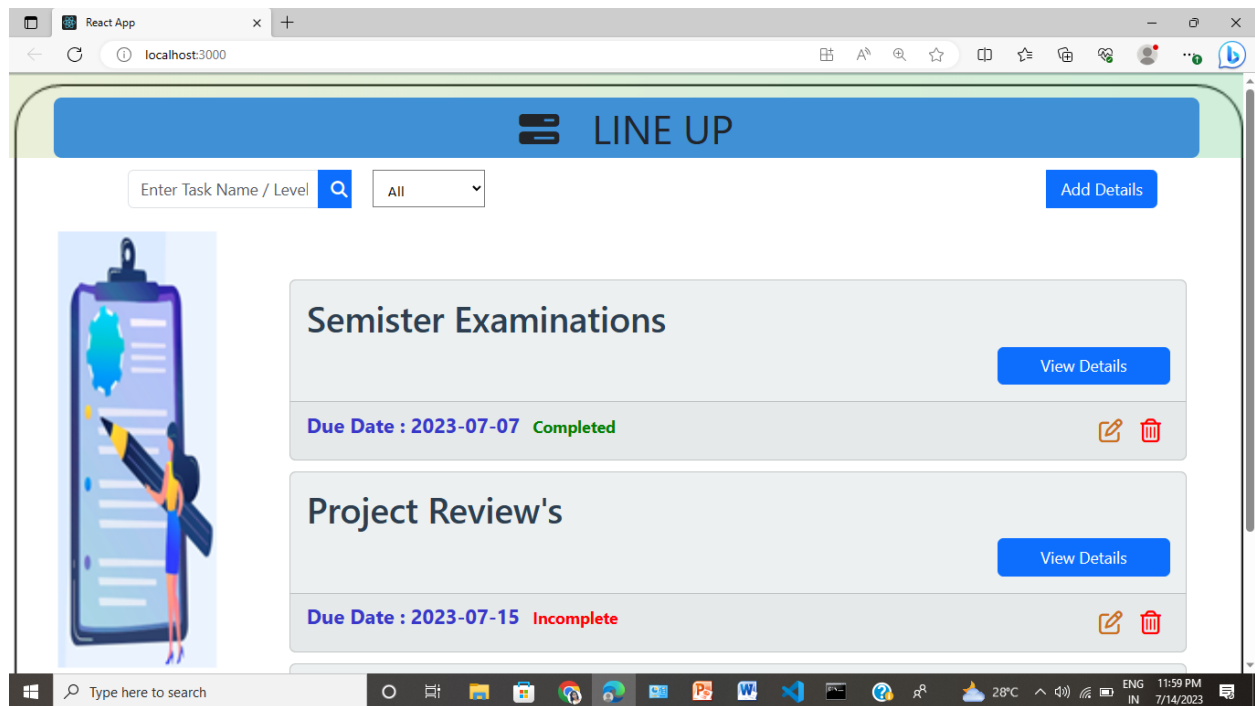 React App
localhost:3000
LINE UP
Enter Task Name / Level
All
Add Details
Semister Examinations
View Details
Due Date : 2023-07-07 Completed
Project Review's
View Details
Due Date : 2023-07-15 Incomplete
Type here to search
28°C
ENG 11:59 PM
IN 7/14/2023